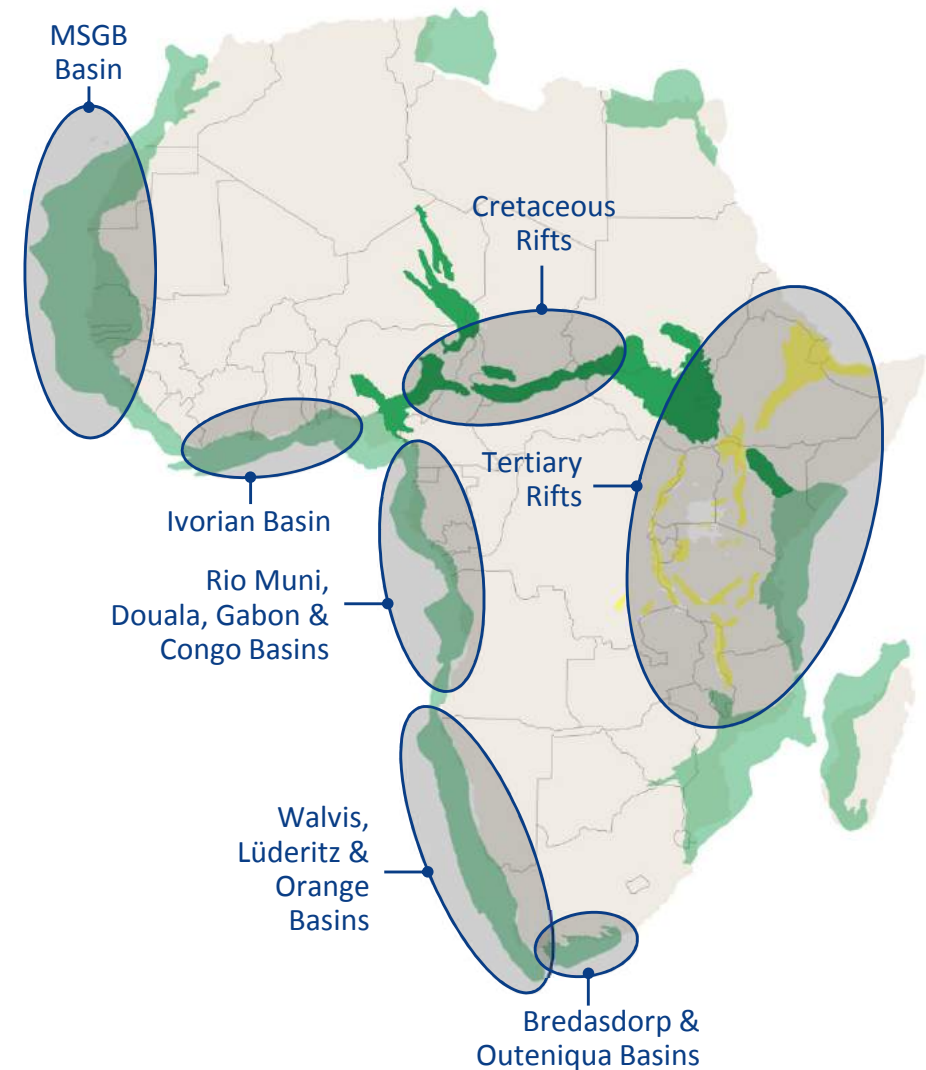 MSGB
Basin
Cretaceous
Rifts
Tertiary
Rifts
Ivorian Basin
Rio Muni,
Douala, Gabon &
Congo Basins
Walvis,
Lüderitz &
Orange
Basins
Bredasdorp &
Outeniqua Basins